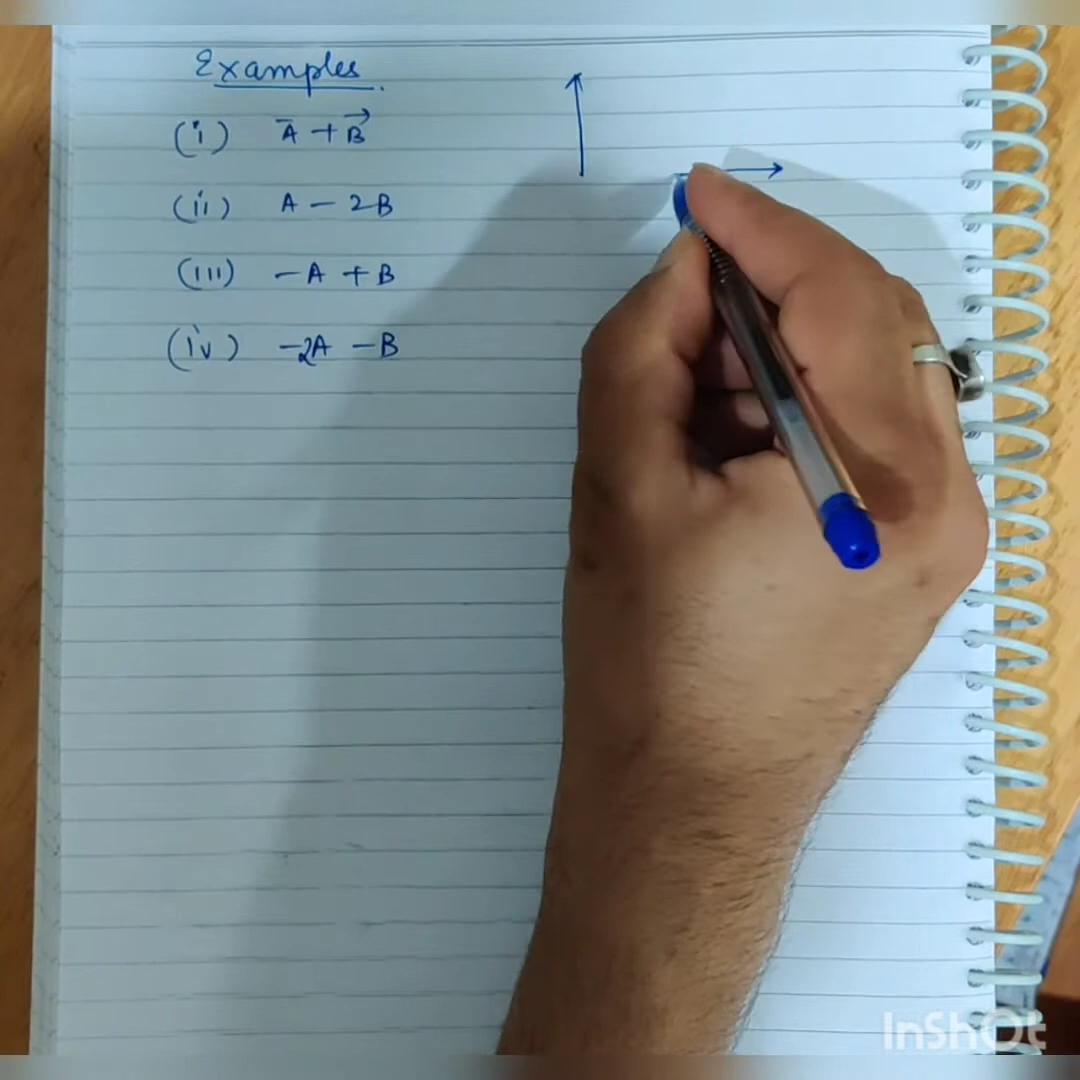 Examples.
(i) A̅ + B⃗
(ii) A - 2B
(iii) -A + B
(iv) -2A - B
InShOt